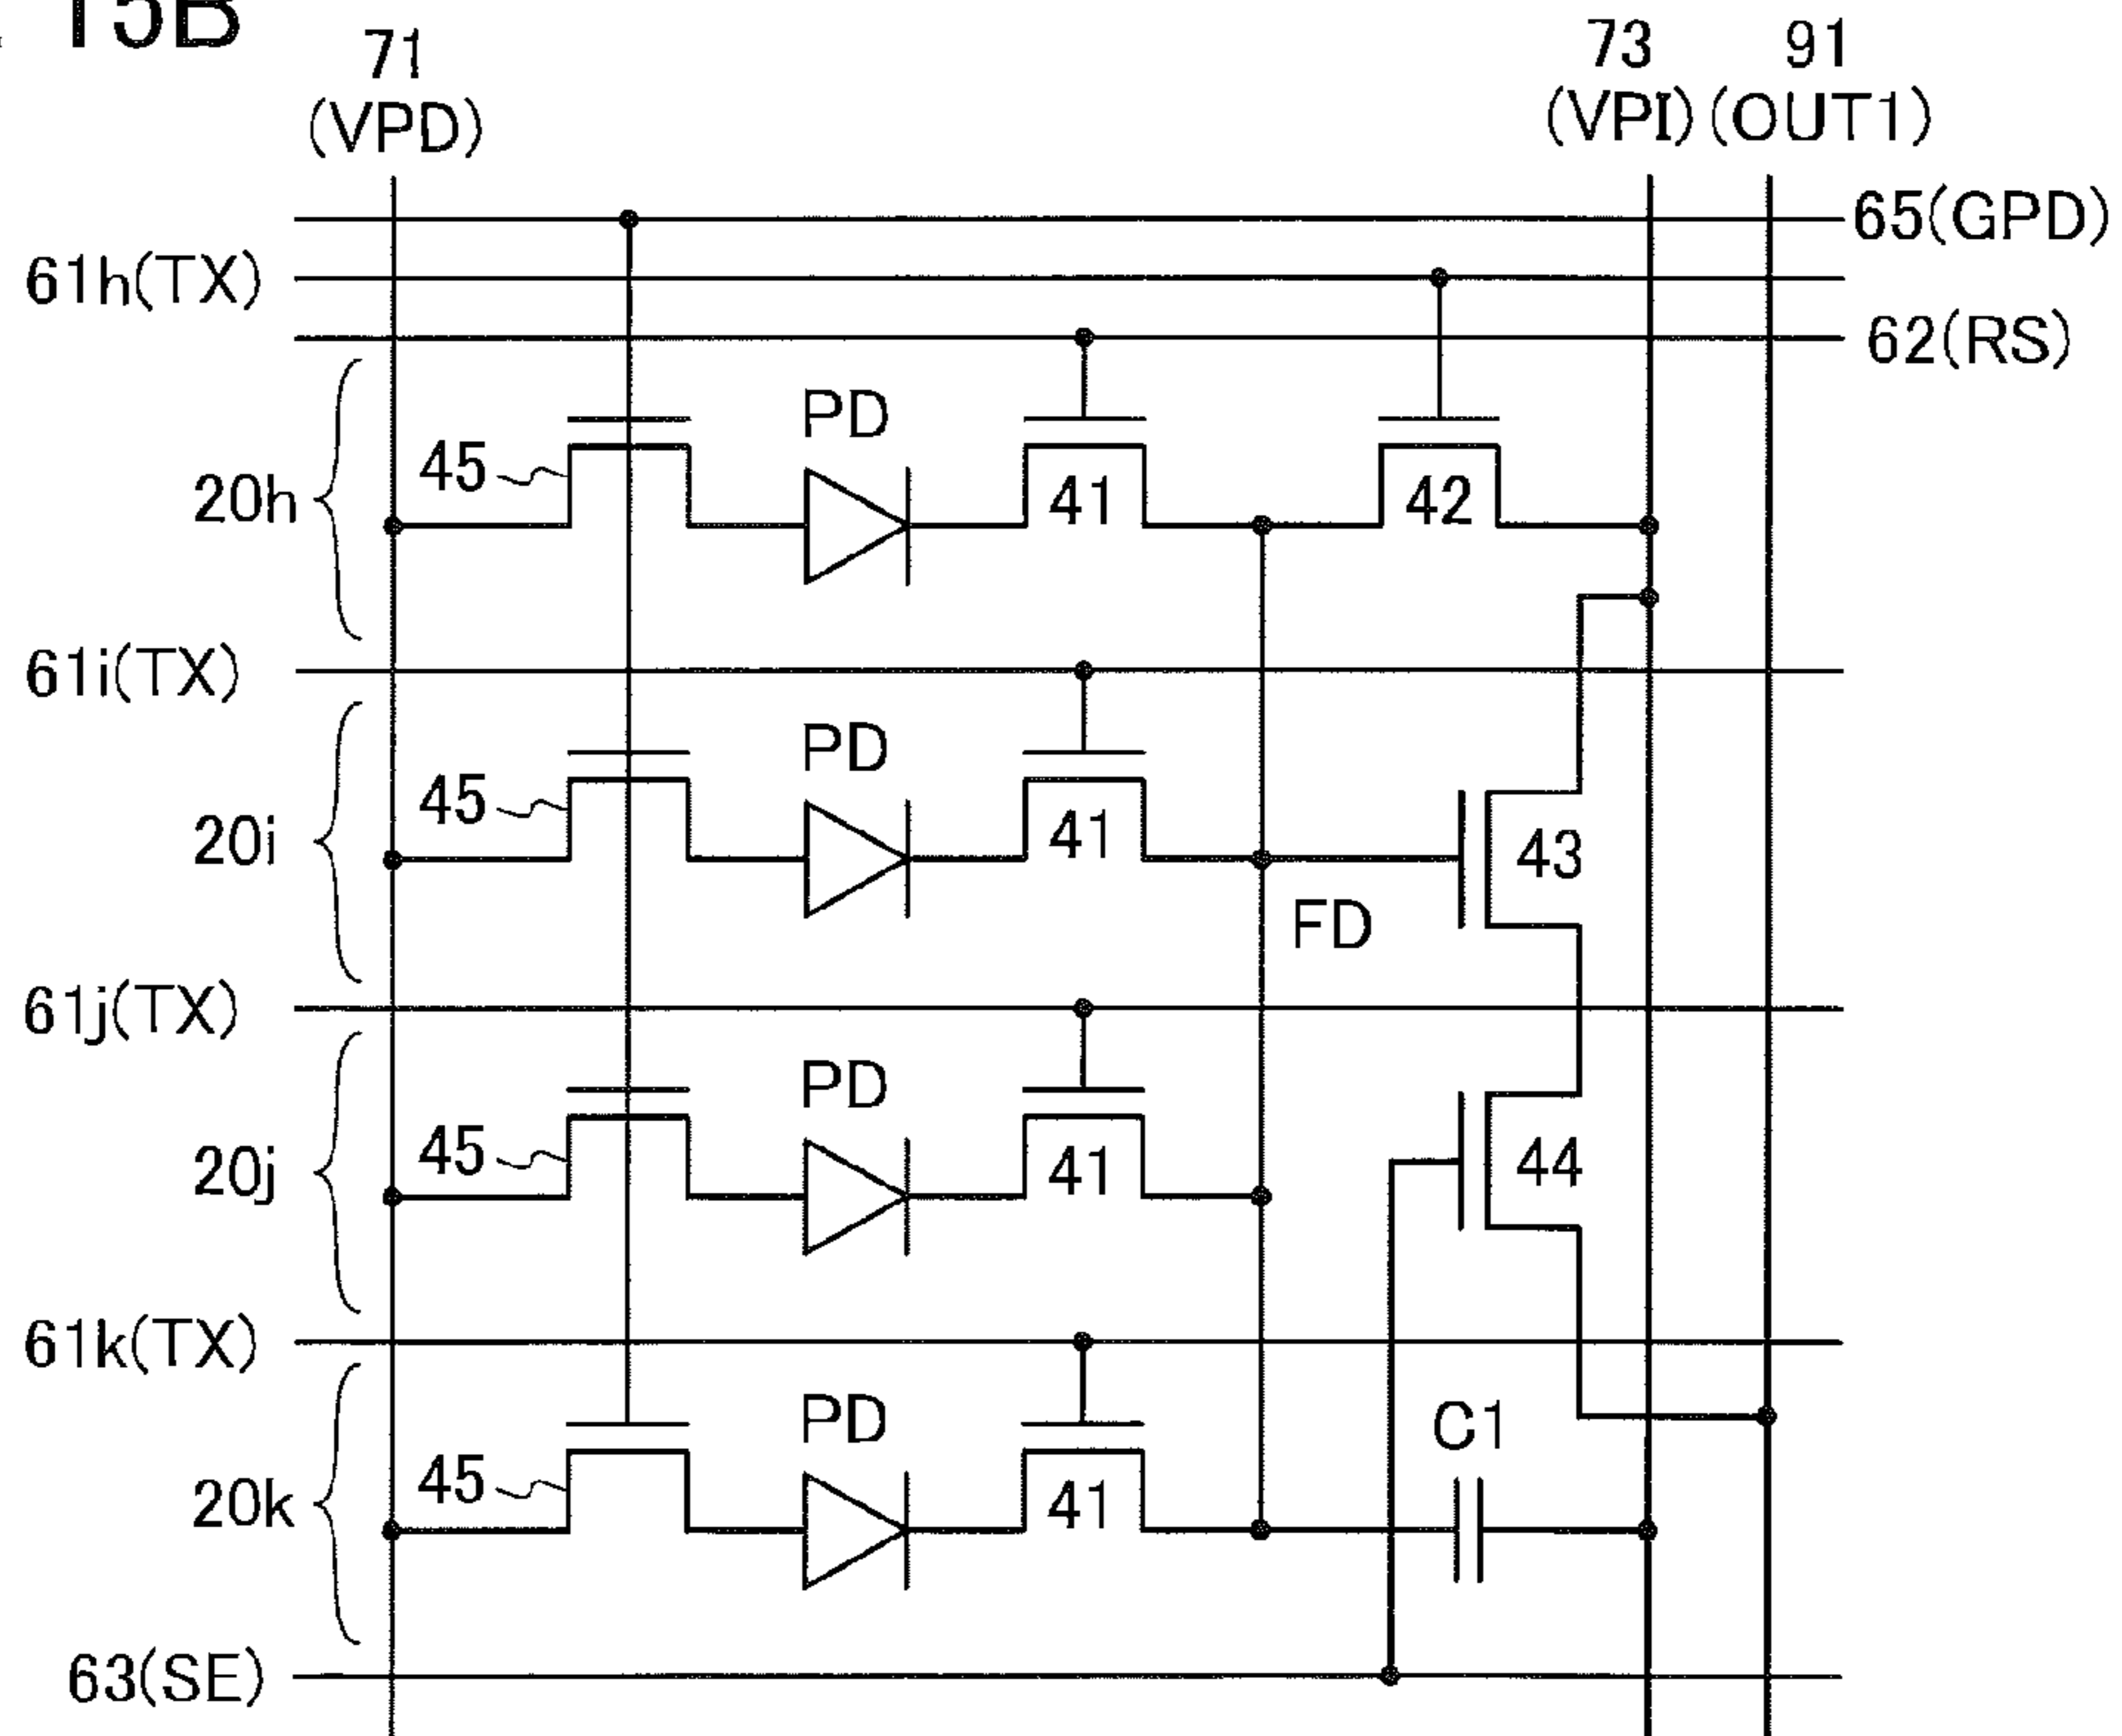 15B
71 73 91
(VPD) (VPI) (OUT1)
65(GPD)
61h(TX)
62(RS)
PD
45 41 42
20h
61i(TX)
PD
45 41 43
20i
FD
61j(TX)
PD
45 41 44
20j
61k(TX)
PD C1
45 41
20k
63(SE)